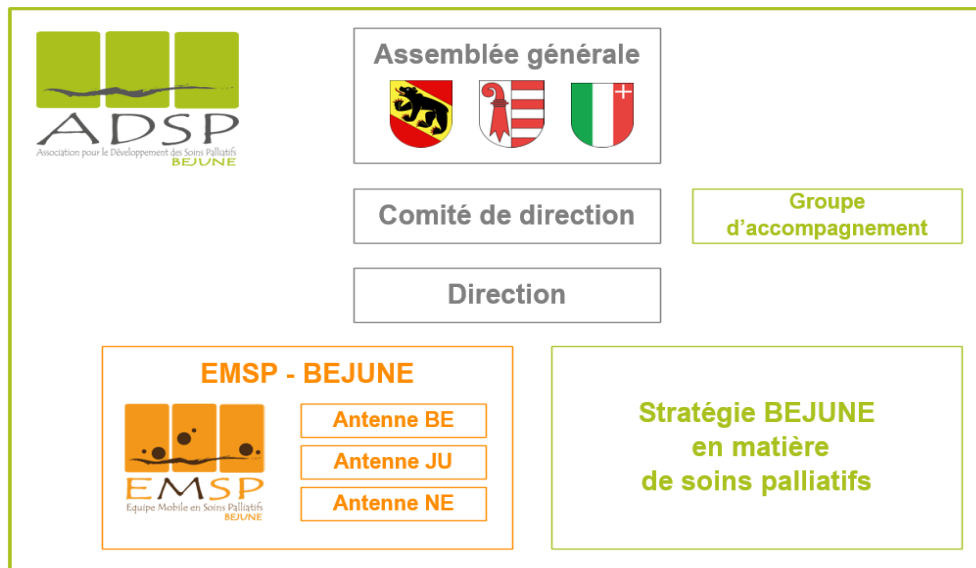 ADSP
Association pour le Développement des Soins Palliatifs
BEJUNE
Assemblée générale
Comité de direction
Groupe
d'accompagnement
Direction
EMSP - BEJUNE
EMSP
Equipe Mobile en Soins Palliatifs
BEJUNE
Antenne BE
Antenne JU
Antenne NE
Stratégie BEJUNE
en matière
de soins palliatifs